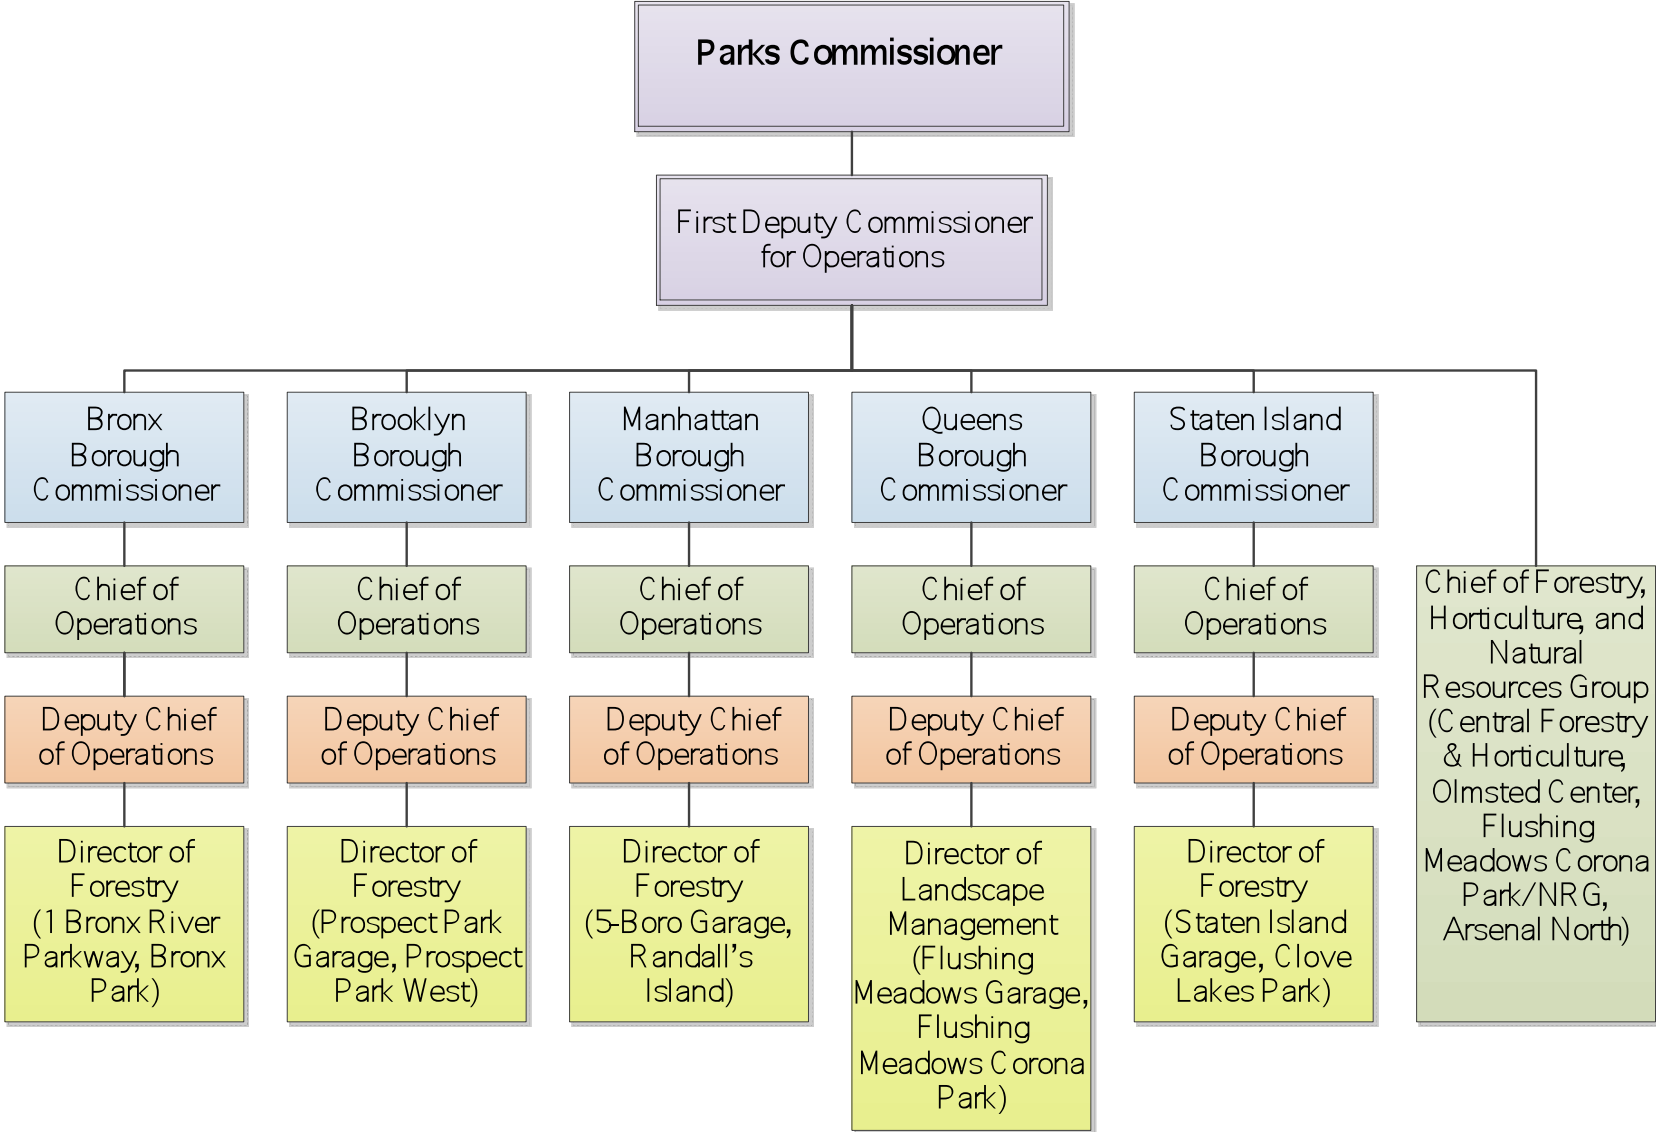 Parks Commissioner
First Deputy Commissioner
for Operations
Bronx
Borough
Commissioner
Brooklyn
Borough
Commissioner
Manhattan
Borough
Commissioner
Queens
Borough
Commissioner
Staten Island
Borough
Commissioner
Chief of
Operations
Chief of
Operations
Chief of
Operations
Chief of
Operations
Chief of
Operations
Chief of Forestry,
Horticulture, and
Natural
Resources Group
(Central Forestry
& Horticulture,
Olmsted Center,
Flushing
Meadows Corona
Park/NRG,
Arsenal North)
Deputy Chief
of Operations
Deputy Chief
of Operations
Deputy Chief
of Operations
Deputy Chief
of Operations
Deputy Chief
of Operations
Director of
Forestry
(1 Bronx River
Parkway, Bronx
Park)
Director of
Forestry
(Prospect Park
Garage, Prospect
Park West)
Director of
Forestry
(5-Boro Garage,
Randall’s
Island)
Director of
Landscape
Management
(Flushing
Meadows Garage,
Flushing
Meadows Corona
Park)
Director of
Forestry
(Staten Island
Garage, Clove
Lakes Park)